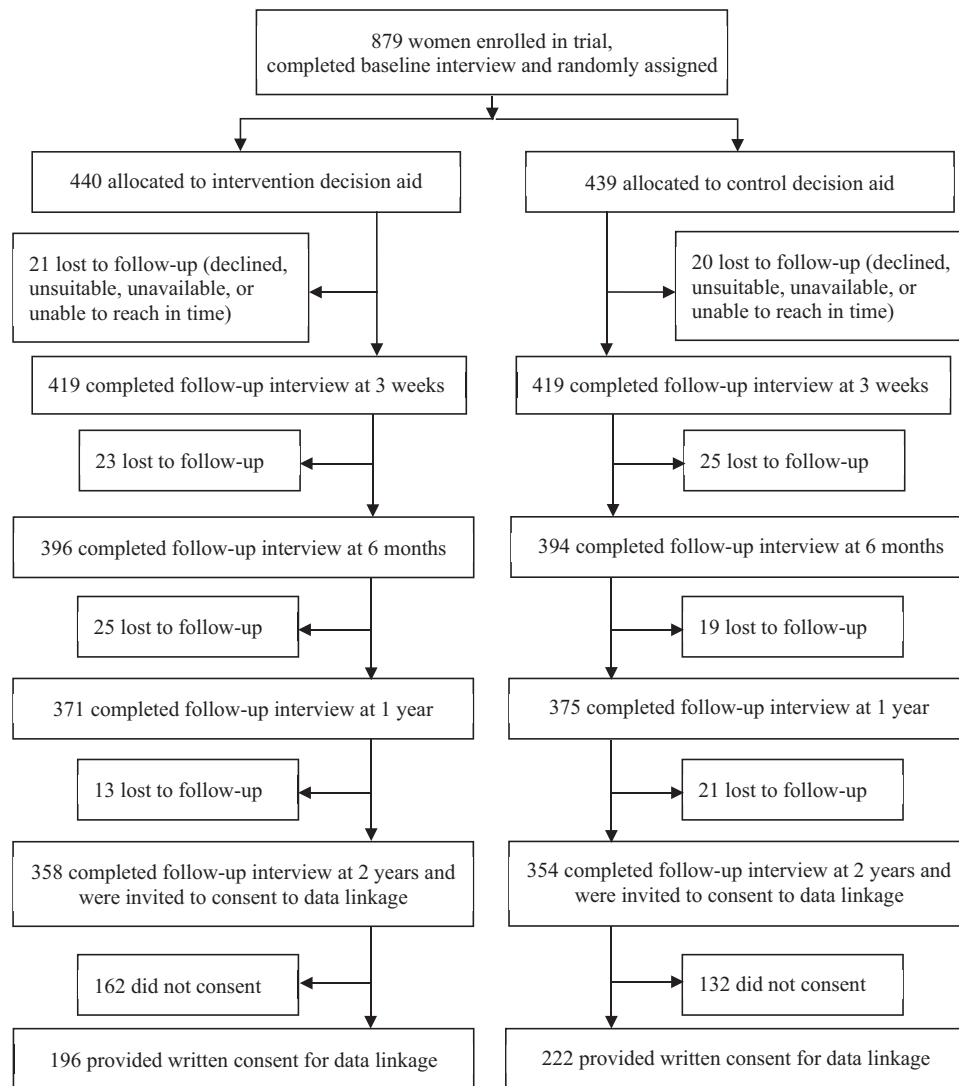 879 women enrolled in trial,
completed baseline interview and randomly assigned
440 allocated to intervention decision aid
439 allocated to control decision aid
21 lost to follow-up (declined,
unsuitable, unavailable, or
unable to reach in time)
20 lost to follow-up (declined,
unsuitable, unavailable, or
unable to reach in time)
419 completed follow-up interview at 3 weeks
419 completed follow-up interview at 3 weeks
23 lost to follow-up
25 lost to follow-up
396 completed follow-up interview at 6 months
394 completed follow-up interview at 6 months
25 lost to follow-up
19 lost to follow-up
371 completed follow-up interview at 1 year
375 completed follow-up interview at 1 year
13 lost to follow-up
21 lost to follow-up
358 completed follow-up interview at 2 years and
were invited to consent to data linkage
354 completed follow-up interview at 2 years and
were invited to consent to data linkage
162 did not consent
132 did not consent
196 provided written consent for data linkage
222 provided written consent for data linkage